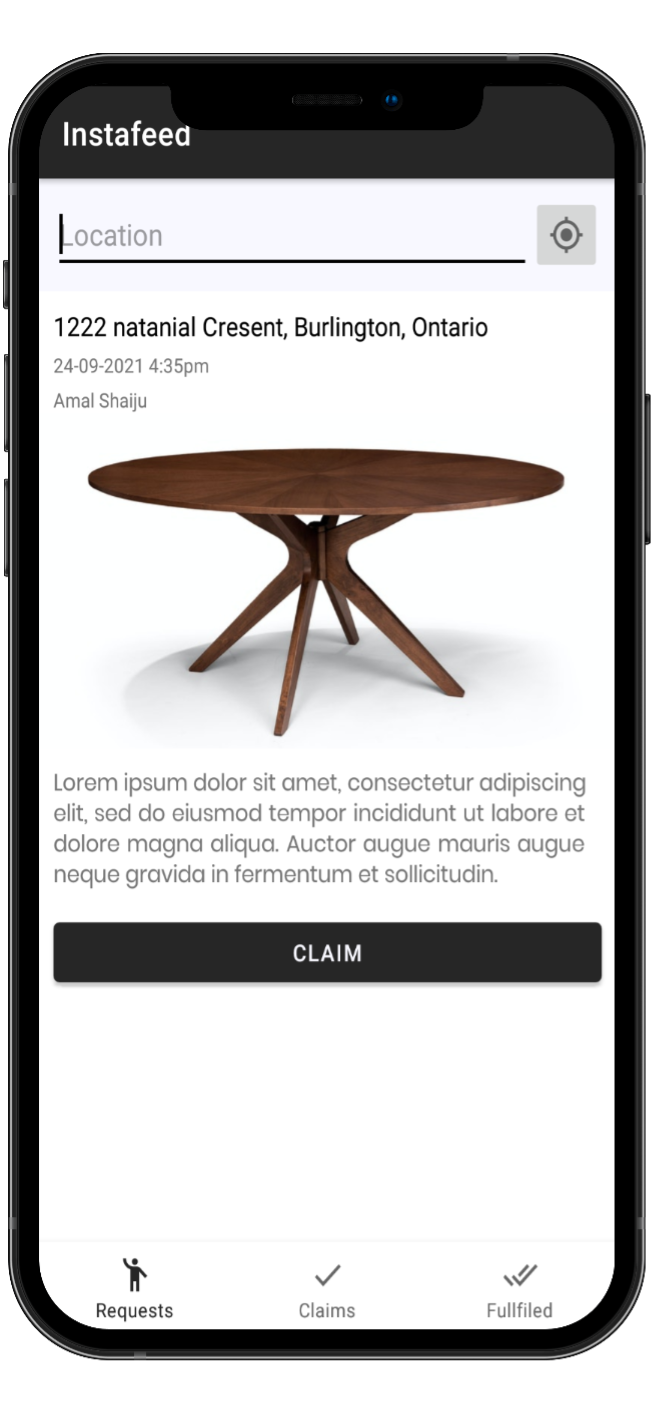 Instafeed
Location
1222 natanial Cresent, Burlington, Ontario
24-09-2021 4:35pm
Amal Shaiju
Lorem ipsum dolor sit amet, consectetur adipiscing
elit, sed do eiusmod tempor incididunt ut labore et
dolore magna aliqua. Auctor augue mauris augue
neque gravida in fermentum et sollicitudin.
CLAIM
Requests
Claims
Fullfiled